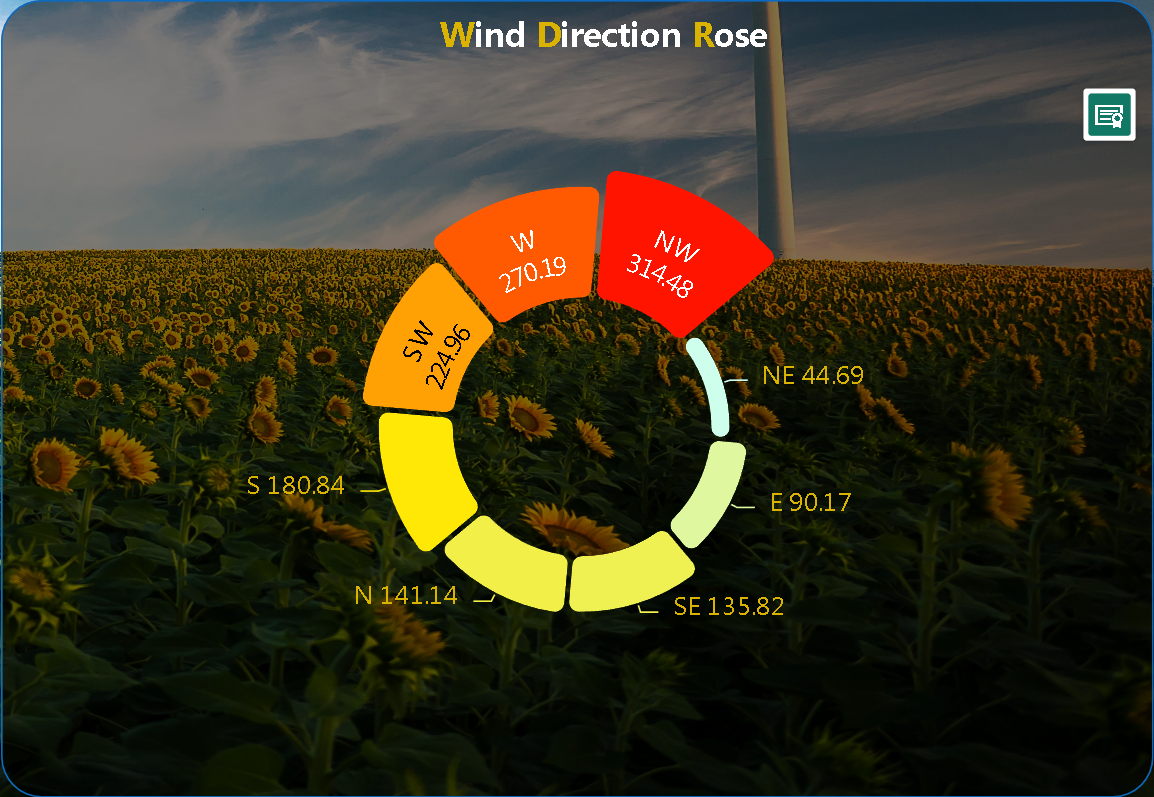 Wind Direction Rose
NW
314.48
W
270.19
SW
224.96
NE 44.69
S 180.84
E 90.17
N 141.14
SE 135.82